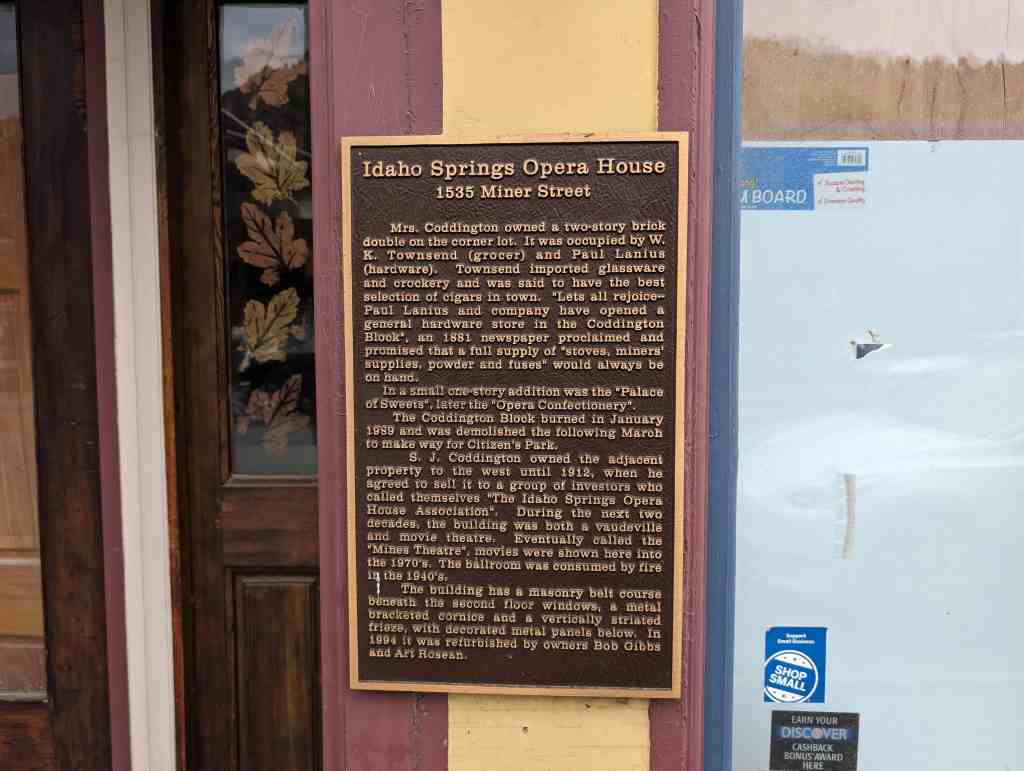 Idaho Springs Opera House
1535 Miner Street
Mrs. Coddington owned a two-story brick
double on the corner lot. It was occupied by W.
K. Townsend (grocer) and Paul Lanius
(hardware). Townsend imported glassware
and crockery and was said to have the best
selection of cigars in town. "Lets all rejoice--
Paul Lanius and company have opened a
general hardware store in the Coddington
Block", an 1881 newspaper proclaimed and
promised that a full supply of "stoves, miners'
supplies, powder and fuses" would always be
on hand.
In a small one-story addition was the "Palace
of Sweets", later the "Opera Confectionery".
The Coddington Block burned in January
1989 and was demolished the following March
to make way for Citizen's Park.
S. J. Coddington owned the adjacent
property to the west until 1912, when he
agreed to sell it to a group of investors who
called themselves "The Idaho Springs Opera
House Association". During the next two
decades, the building was both a vaudeville
and movie theatre. Eventually called the
"Mines Theatre", movies were shown here into
the 1970's. The ballroom was consumed by fire
in the 1940's.
The building has a masonry belt course
beneath the second floor windows, a metal
bracketed cornice and a vertically striated
frieze, with decorated metal panels below. In
1994 it was refurbished by owners Bob Gibbs
and Art Rosean.
M BOARD
Support
Small Business
SHOP
SMALL
EARN YOUR
DISCOVER
CASHBACK
BONUS AWARD
HERE